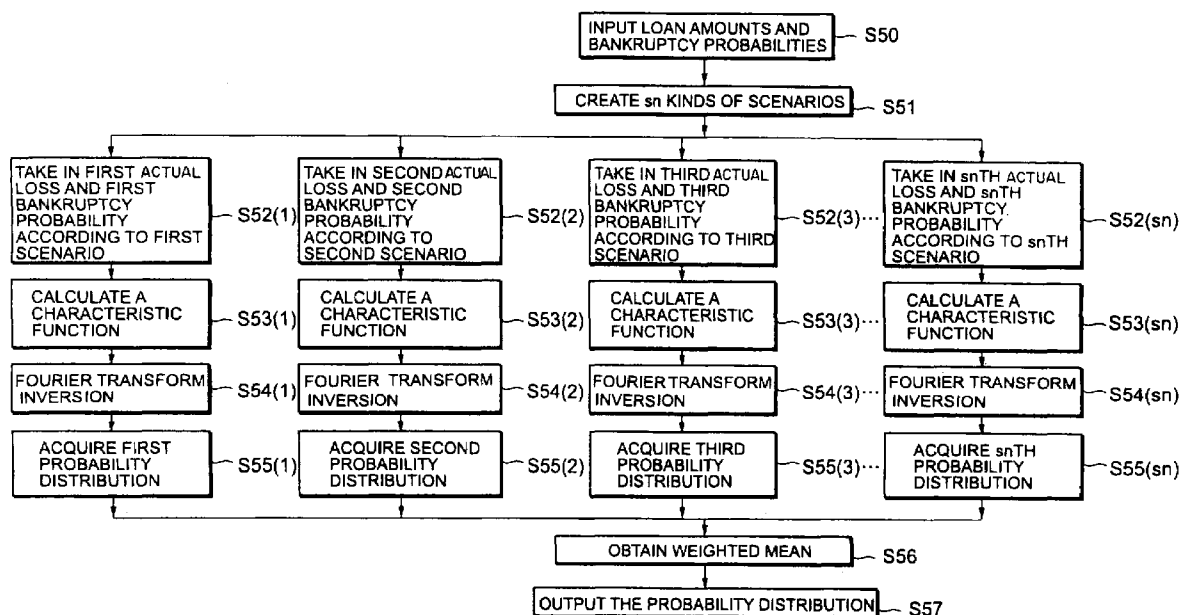 INPUT LOAN AMOUNTS AND
BANKRUPTCY PROBABILITIES
S50
CREATE sn KINDS OF SCENARIOS
S51
TAKE IN FIRST ACTUAL
LOSS AND FIRST
BANKRUPTCY
PROBABILITY
ACCORDING TO FIRST
SCENARIO
S52(1)
TAKE IN SECOND ACTUAL
LOSS AND SECOND
BANKRUPTCY
PROBABILITY
ACCORDING TO
SECOND SCENARIO
S52(2)
TAKE IN THIRD ACTUAL
LOSS AND THIRD
BANKRUPTCY
PROBABILITY
ACCORDING TO THIRD
SCENARIO
S52(3)...
TAKE IN snTH ACTUAL
LOSS AND snTH
BANKRUPTCY
PROBABILITY
ACCORDING TO snTH
SCENARIO
S52(sn)
CALCULATE A
CHARACTERISTIC
FUNCTION
S53(1)
CALCULATE A
CHARACTERISTIC
FUNCTION
S53(2)
CALCULATE A
CHARACTERISTIC
FUNCTION
S53(3)...
CALCULATE A
CHARACTERISTIC
FUNCTION
S53(sn)
FOURIER TRANSFORM
INVERSION
S54(1)
FOURIER TRANSFORM
INVERSION
S54(2)
FOURIER TRANSFORM
INVERSION
S54(3)...
FOURIER TRANSFORM
INVERSION
S54(sn)
ACQUIRE FIRST
PROBABILITY
DISTRIBUTION
S55(1)
ACQUIRE SECOND
PROBABILITY
DISTRIBUTION
S55(2)
ACQUIRE THIRD
PROBABILITY
DISTRIBUTION
S55(3)...
ACQUIRE snTH
PROBABILITY
DISTRIBUTION
S55(sn)
OBTAIN WEIGHTED MEAN
S56
OUTPUT THE PROBABILITY DISTRIBUTION
S57